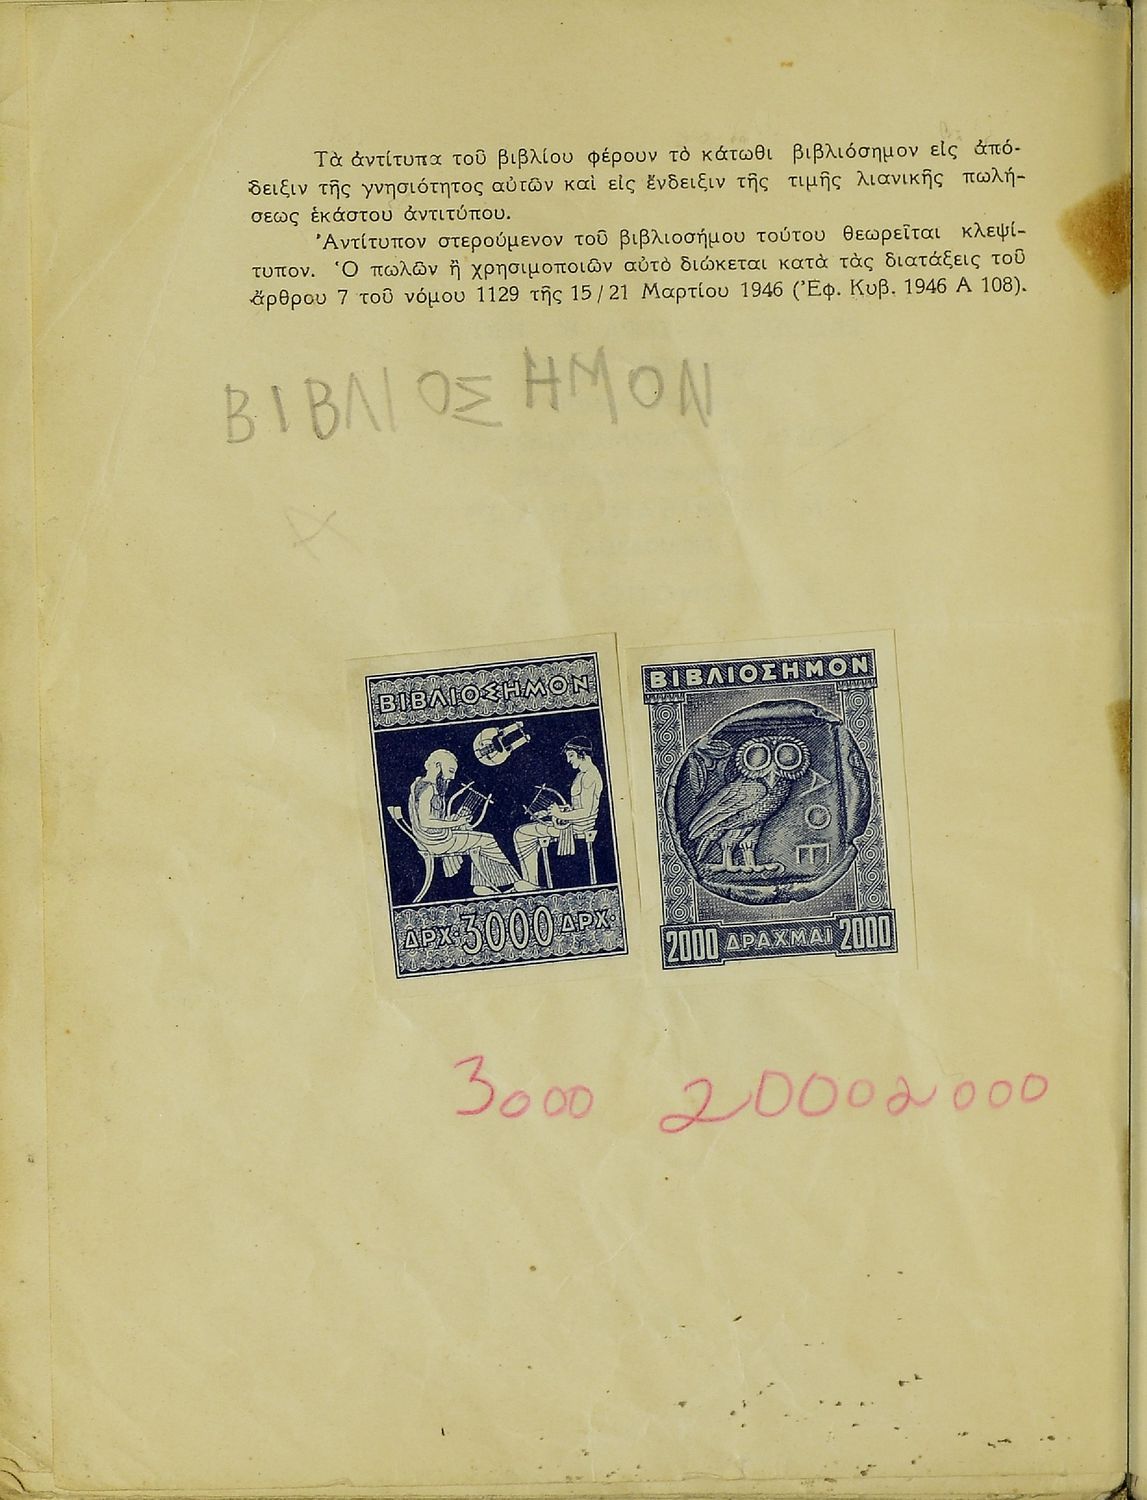 Τὰ ἀντίτυπα τοῦ βιβλίου φέρουν τὸ κάτωθι βιβλιόσημον εἰς ἀπό-
δειξιν τῆς γνησιότητος αὐτῶν καὶ εἰς ἔνδειξιν τῆς τιμῆς λιανικῆς πωλή-
σεως ἑκάστου ἀντιτύπου.
Ἀντίτυπον στερούμενον τοῦ βιβλιοσήμου τούτου θεωρεῖται κλεψί-
τυπον. Ὁ πωλῶν ἢ χρησιμοποιῶν αὐτὸ διώκεται κατὰ τὰς διατάξεις τοῦ
ἄρθρου 7 τοῦ νόμου 1129 τῆς 15/21 Μαρτίου 1946 (Ἐφ. Κυβ. 1946 Α 108).
ΒΙΒΛΙΟΣΗΜΟΝ
ΒΙΒΛΙΟΣΗΜΟΝ
ΔΡΧ·3000 ΔΡΧ·
ΒΙΒΛΙΟΣΗΜΟΝ
ΑΘΕ
2000 ΔΡΑΧΜΑΙ 2000
3000 20002000